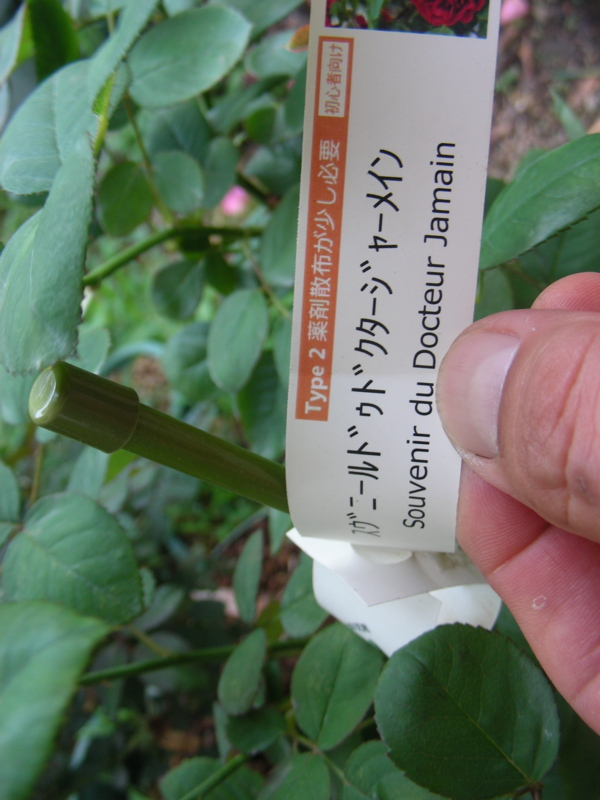 Type 2 薬剤散布が少し必要 初心者向け
スヴニールドゥドクタージャーメイン
Souvenir du Docteur Jamain